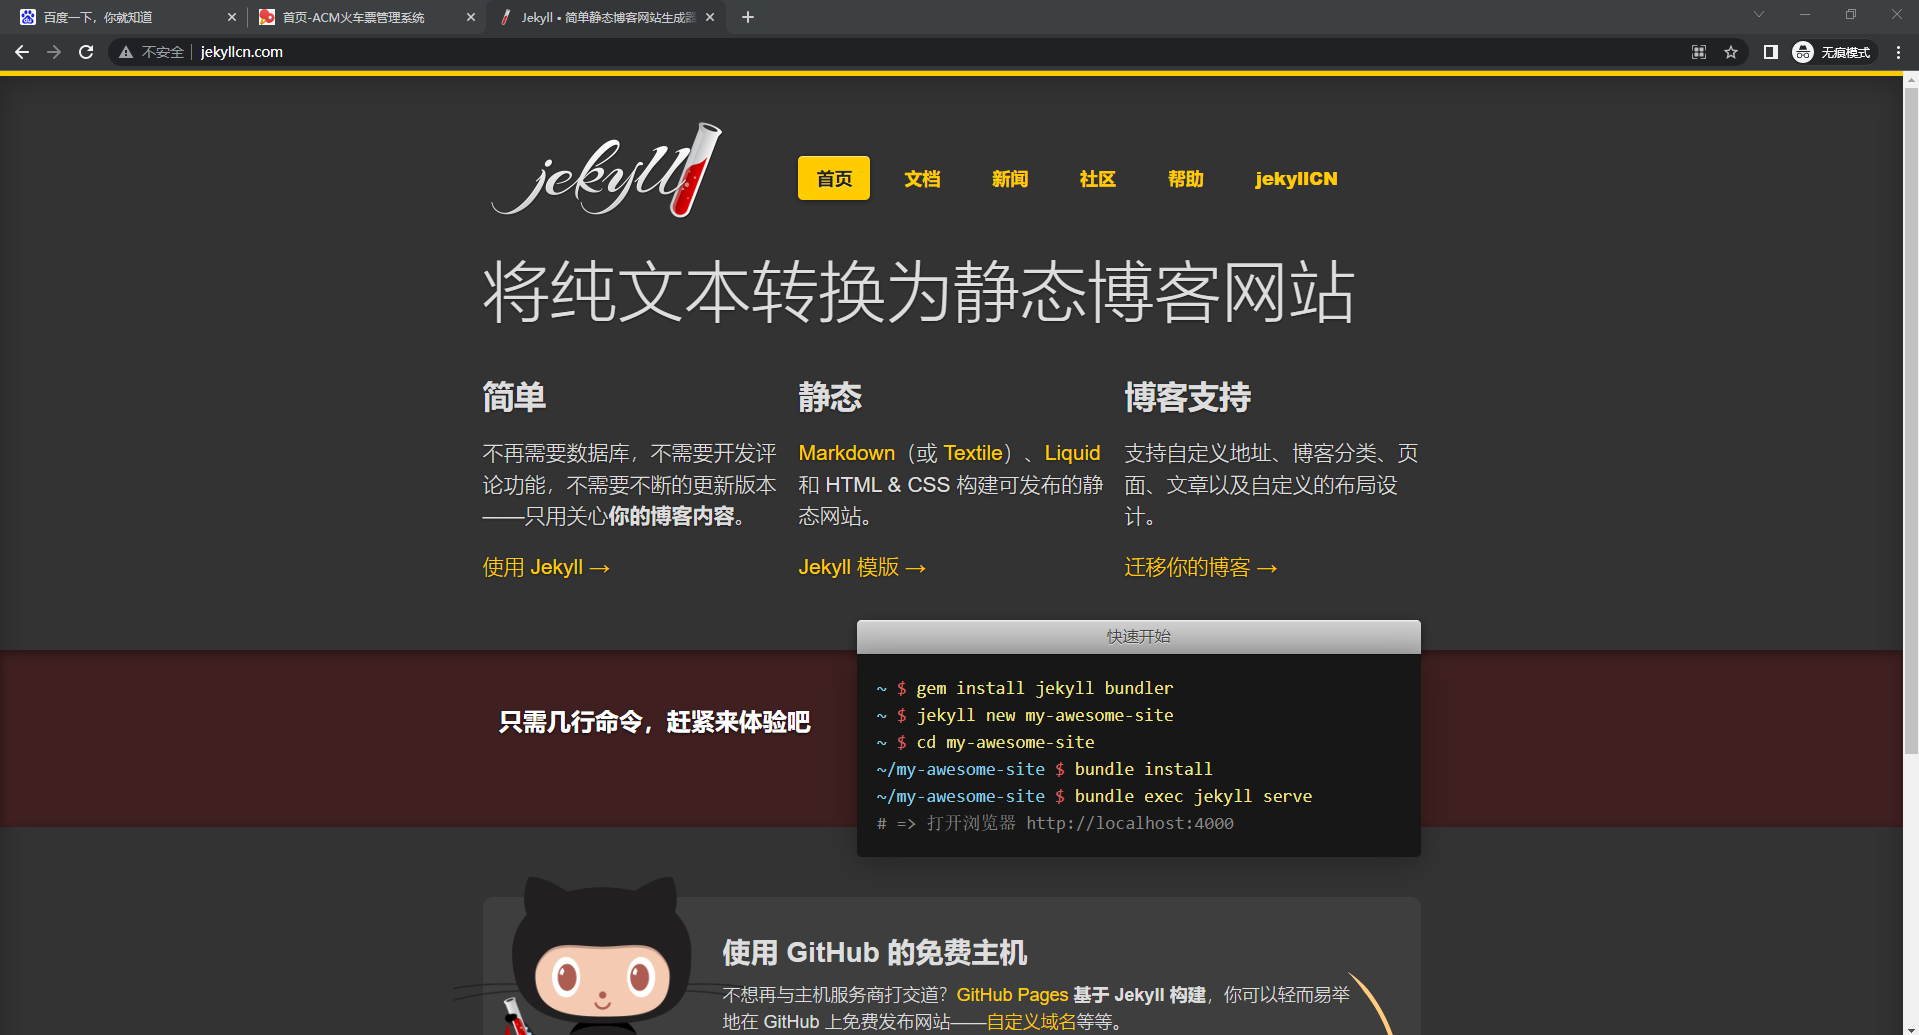 百度一下，你就知道
首页-ACM火车票管理系统
Jekyll • 简单静态博客网站生成器
不安全
jekyllcn.com
无痕模式
jekyll
首页
文档
新闻
社区
帮助
jekyllCN
将纯文本转换为静态博客网站
简单
不再需要数据库，不需要开发评
论功能，不需要不断的更新版本
——只用关心你的博客内容。
使用 Jekyll →
静态
Markdown（或 Textile）、Liquid
和 HTML & CSS 构建可发布的静
态网站。
Jekyll 模版 →
博客支持
支持自定义地址、博客分类、页
面、文章以及自定义的布局设
计。
迁移你的博客 →
只需几行命令，赶紧来体验吧
快速开始
~ $ gem install jekyll bundler
~ $ jekyll new my-awesome-site
~ $ cd my-awesome-site
~/my-awesome-site $ bundle install
~/my-awesome-site $ bundle exec jekyll serve
# => 打开浏览器 http://localhost:4000
使用 GitHub 的免费主机
不想再与主机服务商打交道？GitHub Pages 基于 Jekyll 构建，你可以轻而易举
地在 GitHub 上免费发布网站——自定义域名等等。